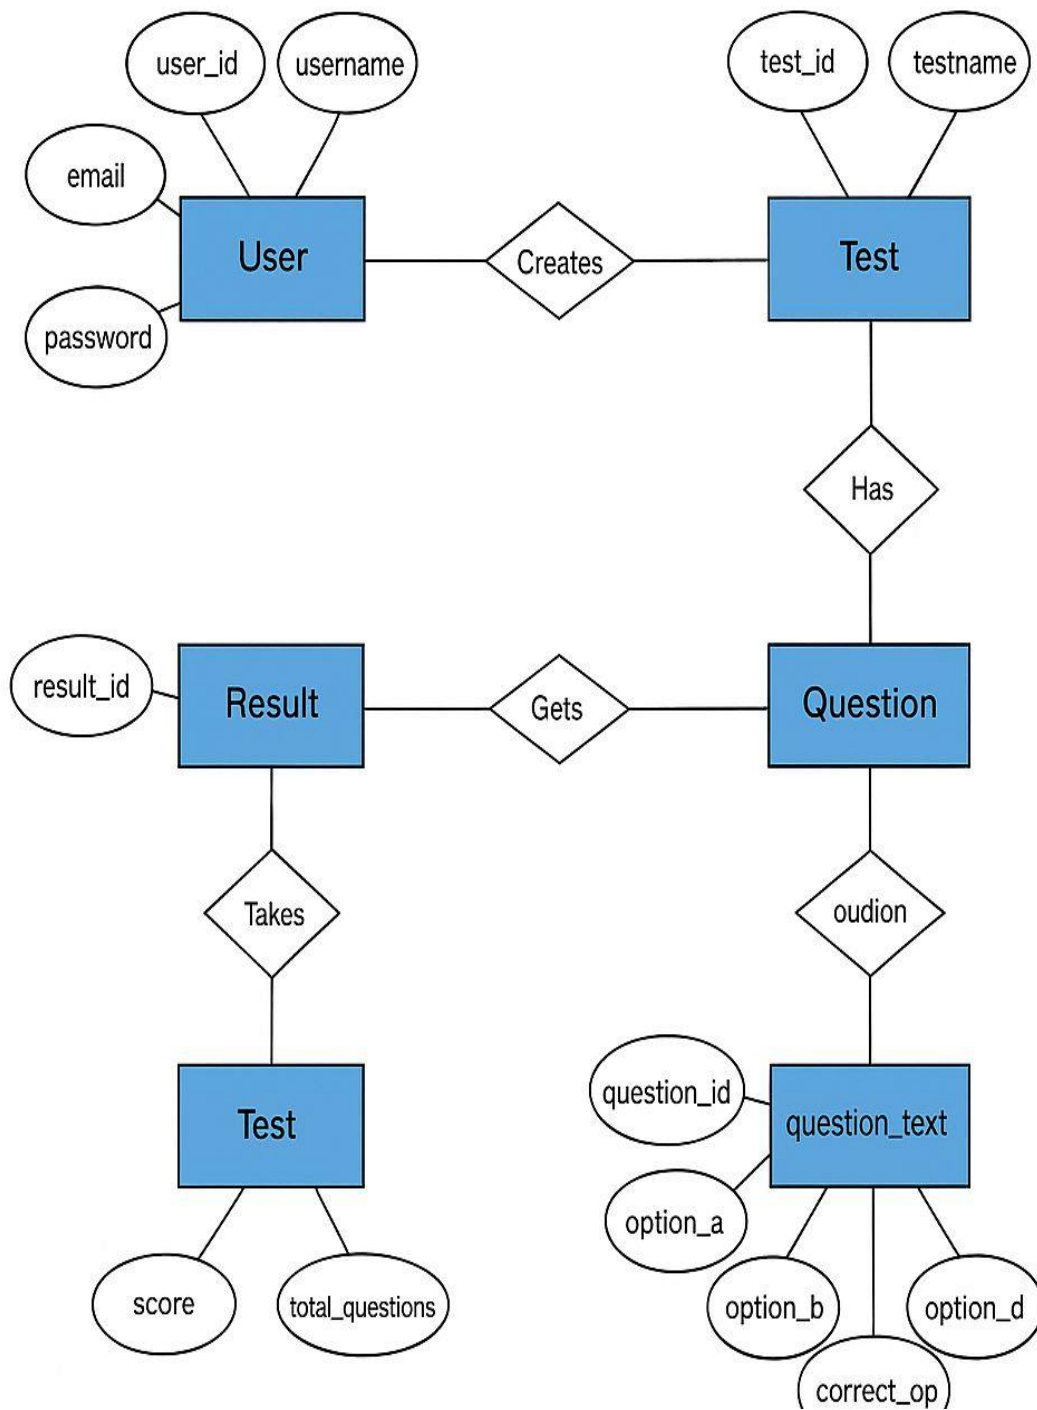 user_id
username
test_id
testname
email
User
Creates
Test
password
Has
result_id
Result
Gets
Question
Takes
oudion
question_id
Test
question_text
option_a
score
total_questions
option_b
option_d
correct_op